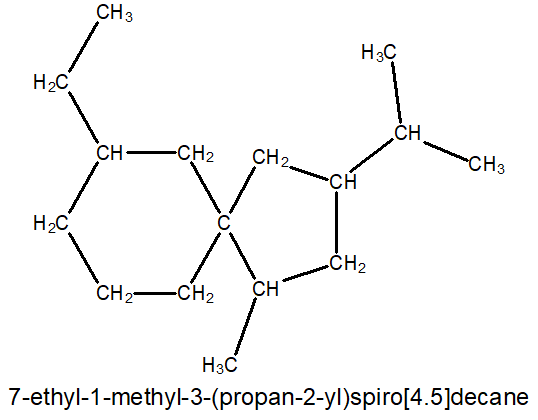 CH₃
H₂C
H₃C
CH
CH₃
CH CH₂ CH₂
CH
H₂C C
CH₂
CH₂ CH₂ CH
H₃C
7-ethyl-1-methyl-3-(propan-2-yl)spiro[4.5]decane